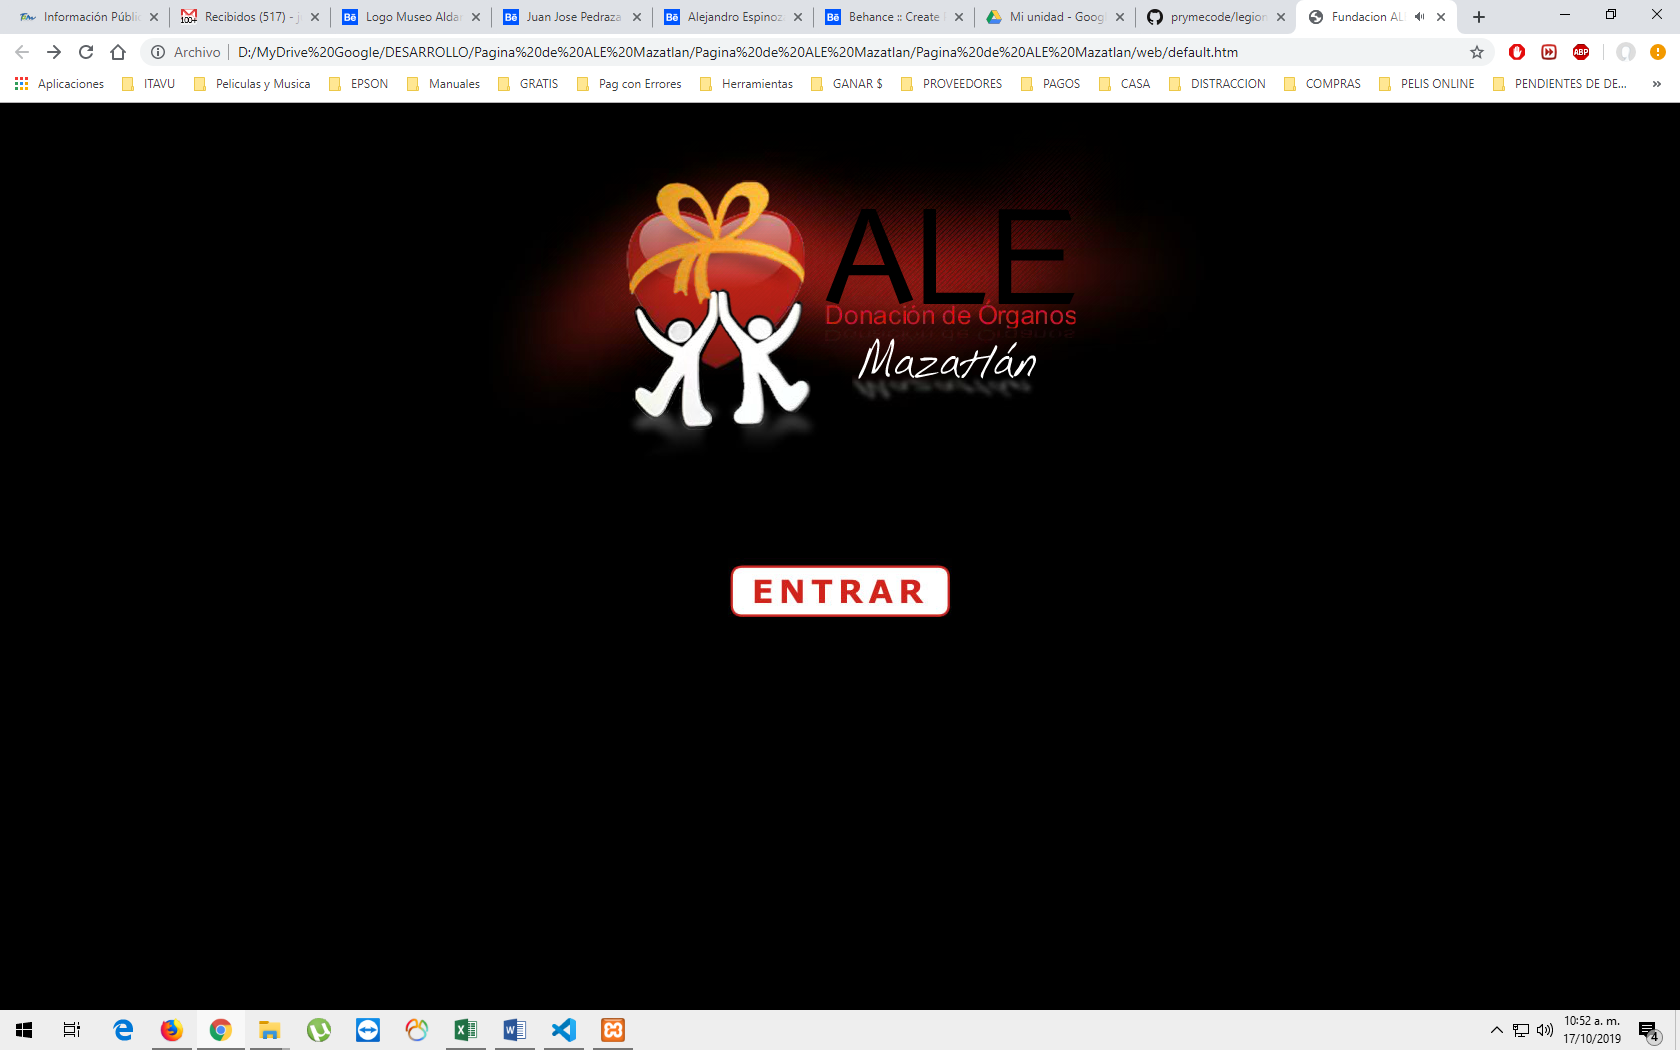 Información Públic
Recibidos (517) - j
Logo Museo Aldar
Juan Jose Pedraza
Alejandro Espinoz
Behance :: Create
Mi unidad - Goog
prymecode/legion
Fundacion AL
Archivo
D:/MyDrive%20Google/DESARROLLO/Pagina%20de%20ALE%20Mazatlan/Pagina%20de%20ALE%20Mazatlan/Pagina%20de%20ALE%20Mazatlan/web/default.htm
ABP
Aplicaciones
ITAVU
Peliculas y Musica
EPSON
Manuales
GRATIS
Pag con Errores
Herramientas
GANAR $
PROVEEDORES
PAGOS
CASA
DISTRACCION
COMPRAS
PELIS ONLINE
PENDIENTES DE DE...
ALE
Donación de Órganos
Mazatlán
ENTRAR
10:52 a. m.
17/10/2019
4